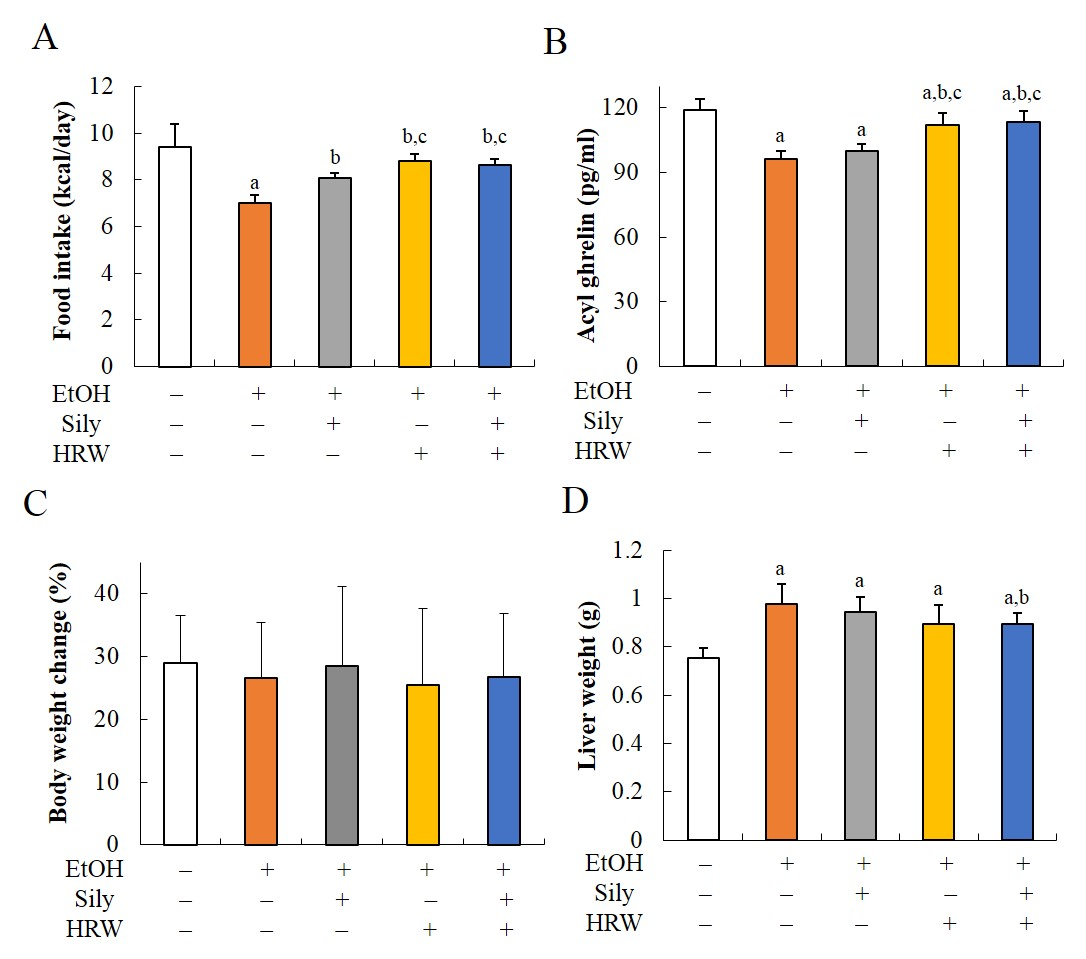 A
Food intake (kcal/day)
12
10
8
6
4
2
0
a
b
b,c
b,c
EtOH – + + + +
Sily – – + – +
HRW – – – + +
B
Acyl ghrelin (pg/ml)
120
90
60
30
0
a
a
a,b,c
a,b,c
EtOH – + + + +
Sily – – + – +
HRW – – – + +
C
Body weight change (%)
40
30
20
10
0
EtOH – + + + +
Sily – – + – +
HRW – – – + +
D
Liver weight (g)
1.2
1
0.8
0.6
0.4
0.2
0
a
a
a
a,b
EtOH – + + + +
Sily – – + – +
HRW – – – + +